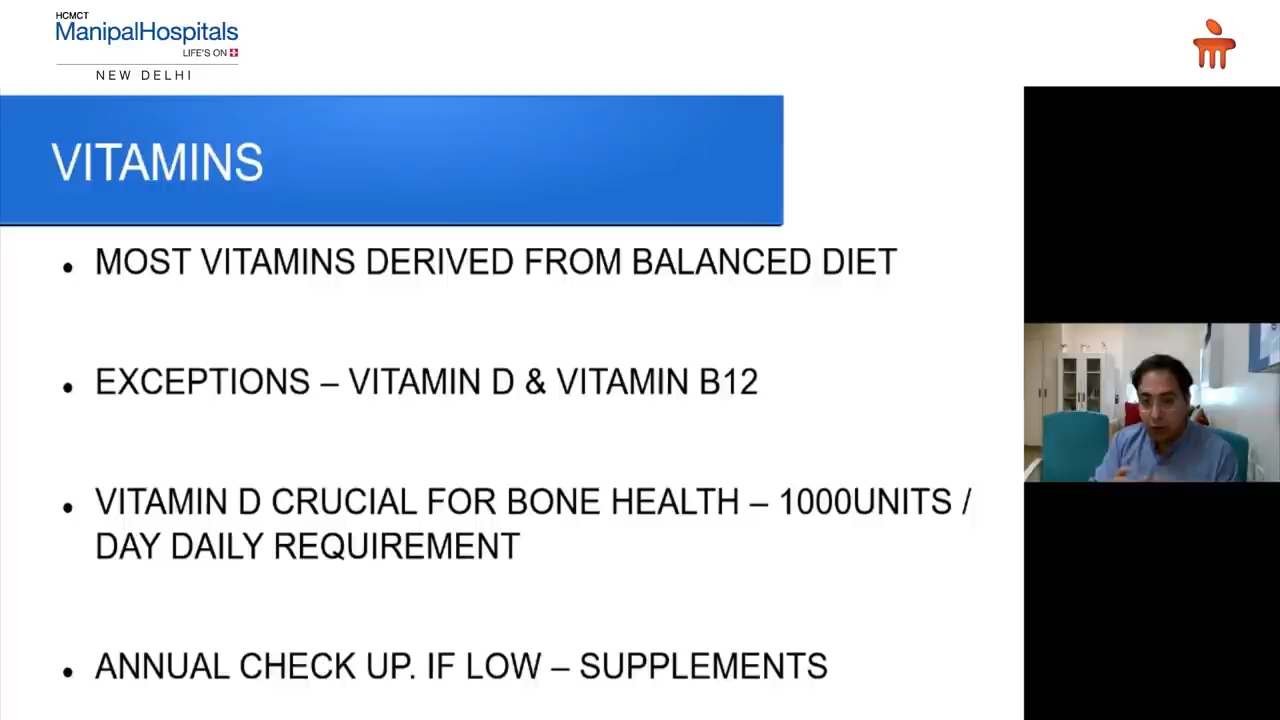 HCMCT
ManipalHospitals
LIFE'S ON
NEW DELHI
VITAMINS
MOST VITAMINS DERIVED FROM BALANCED DIET
EXCEPTIONS – VITAMIN D & VITAMIN B12
VITAMIN D CRUCIAL FOR BONE HEALTH – 1000UNITS /
DAY DAILY REQUIREMENT
ANNUAL CHECK UP. IF LOW – SUPPLEMENTS